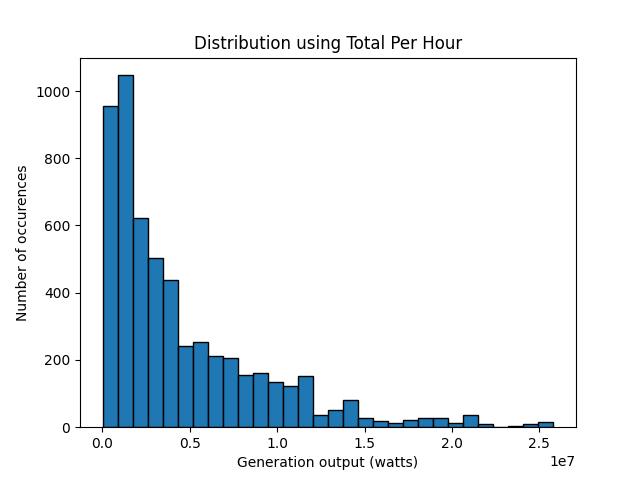 Distribution using Total Per Hour
1000
800
600
400
200
0
Number of occurences
0.0 0.5 1.0 1.5 2.0 2.5
1e7
Generation output (watts)